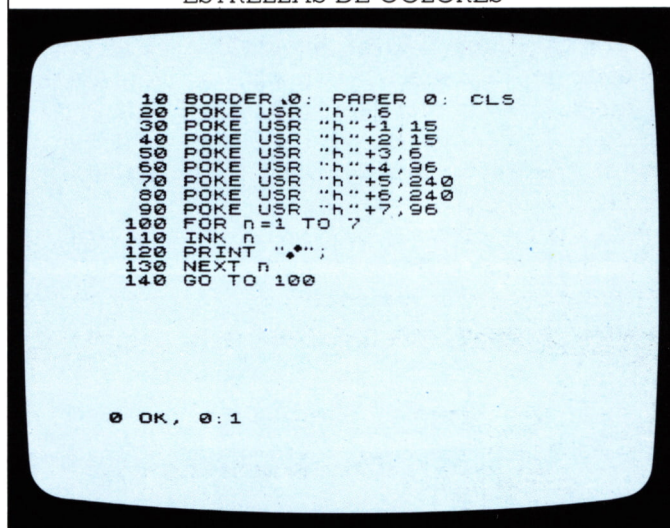 ESTRELLAS DE COLORES
10 BORDER 0: PAPER 0: CLS
20 POKE USR "h",6
30 POKE USR "h"+1,15
40 POKE USR "h"+2,15
50 POKE USR "h"+3,6
60 POKE USR "h"+4,96
70 POKE USR "h"+5,240
80 POKE USR "h"+6,240
90 POKE USR "h"+7,96
100 FOR n=1 TO 7
110 INK n
120 PRINT " ";
130 NEXT n
140 GO TO 100
0 OK, 0:1